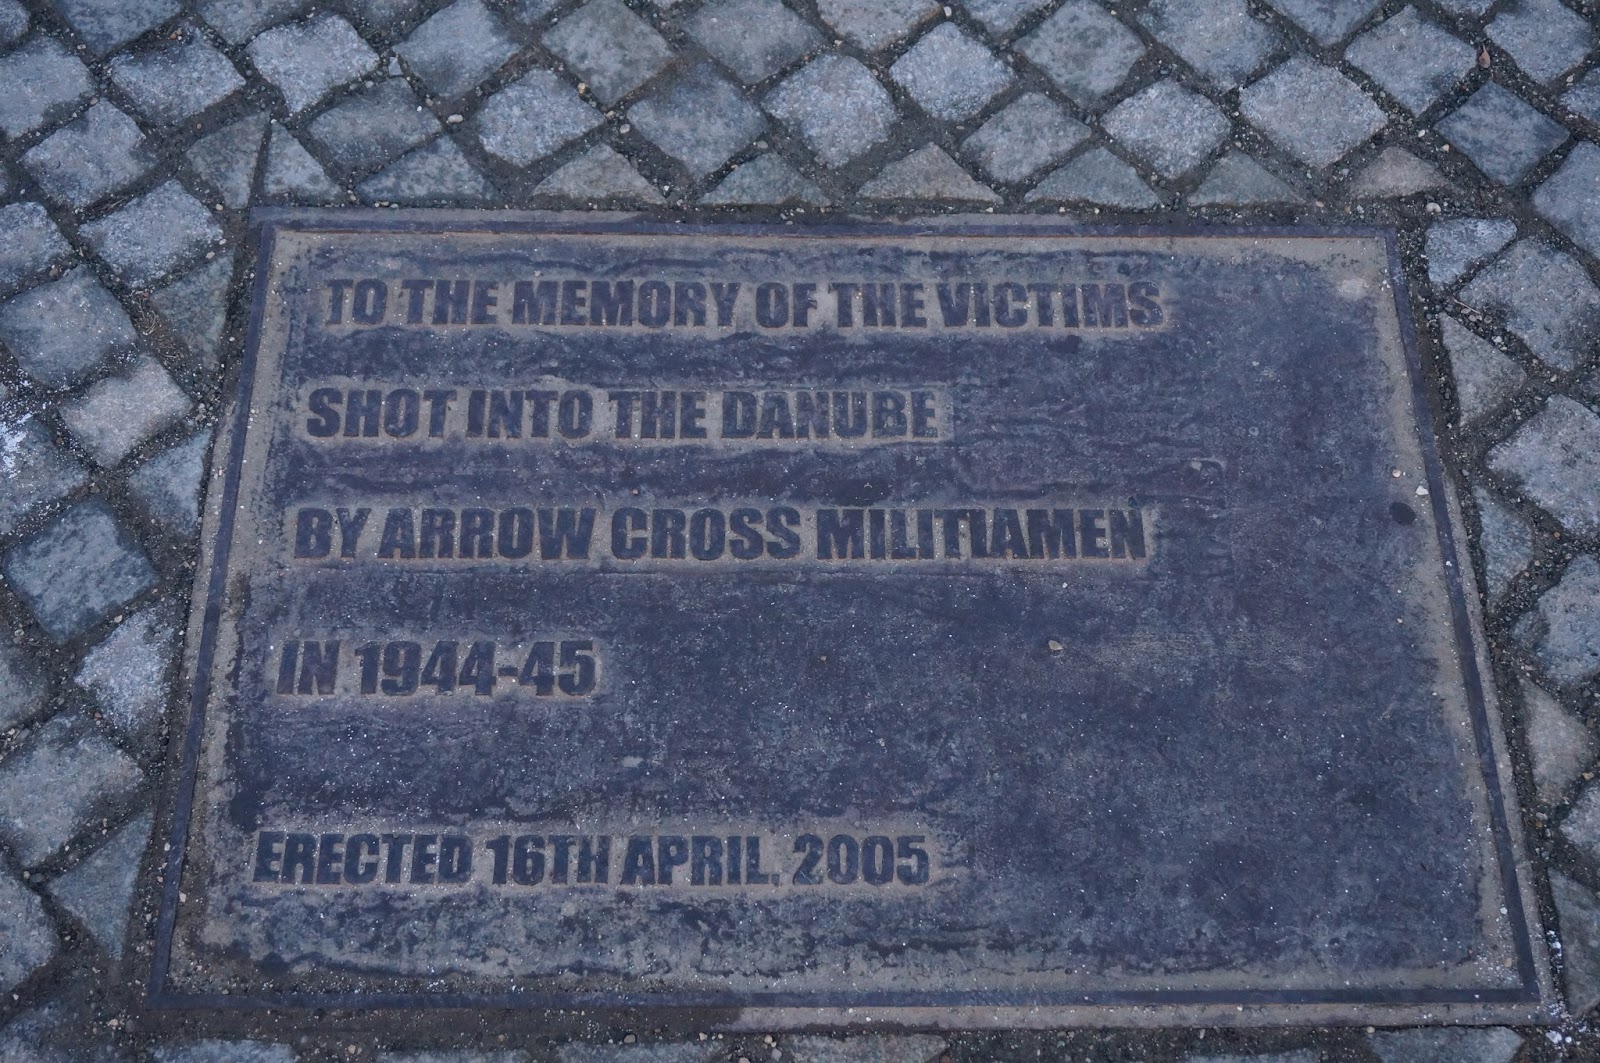 TO THE MEMORY OF THE VICTIMS
SHOT INTO THE DANUBE
BY ARROW CROSS MILITIAMEN
IN 1944-45
ERECTED 16TH APRIL, 2005